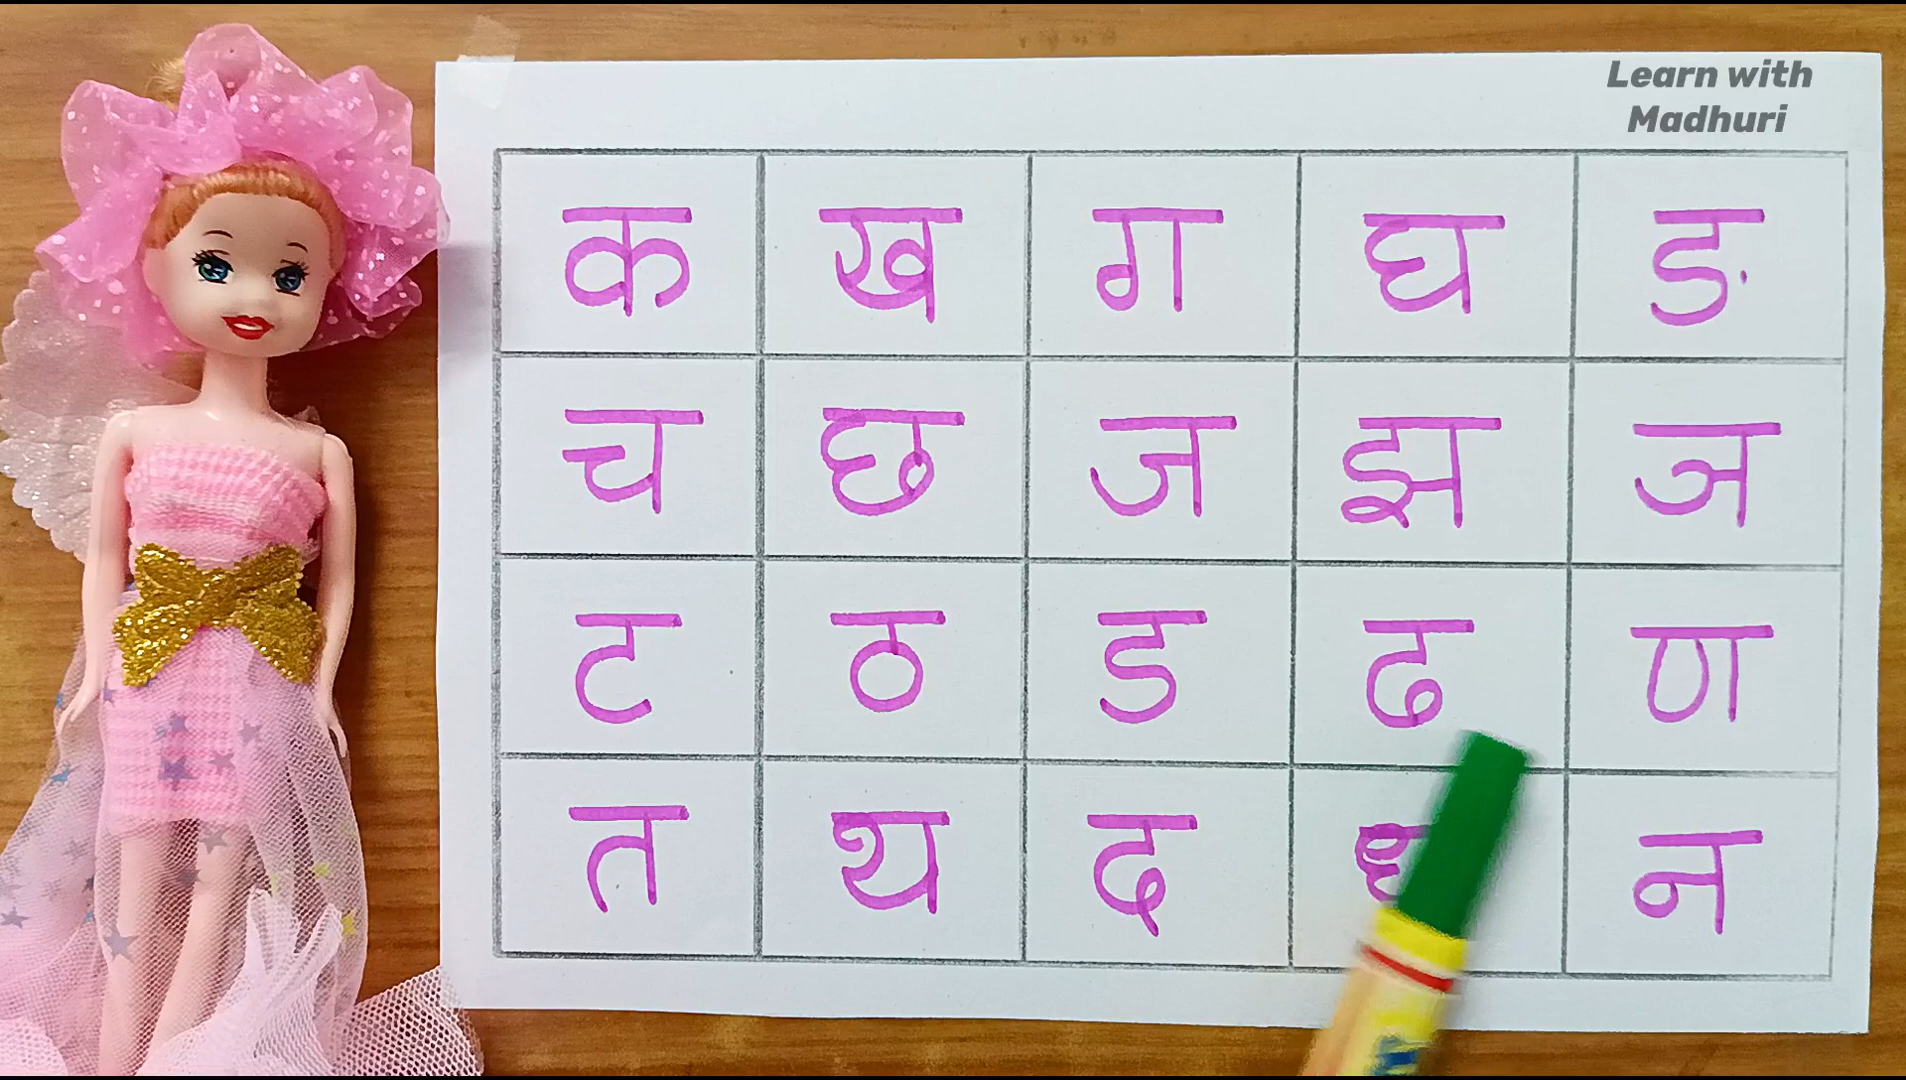 Learn with
Madhuri
क ख ग घ ङ
च छ ज झ ञ
ट ठ ड ढ ण
त थ द न